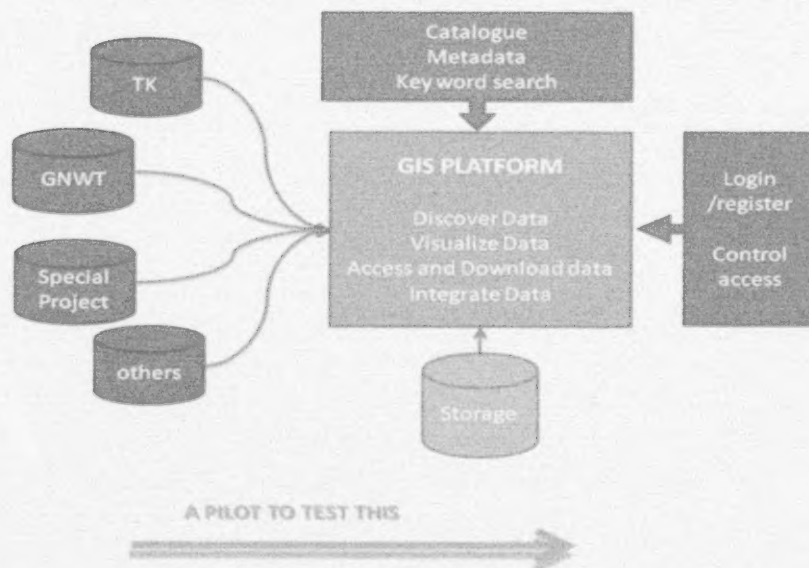 Catalogue
Metadata
Key word search
TK
GNWT
Special
Project
others
GIS PLATFORM
Discover Data
Visualize Data
Access and Download data
Integrate Data
Login
/register
Control
access
Storage
A PILOT TO TEST THIS